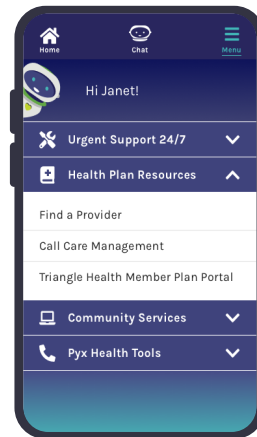 Home
Chat
Menu
Hi Janet!
Urgent Support 24/7
Health Plan Resources
Find a Provider
Call Care Management
Triangle Health Member Plan Portal
Community Services
Pyx Health Tools